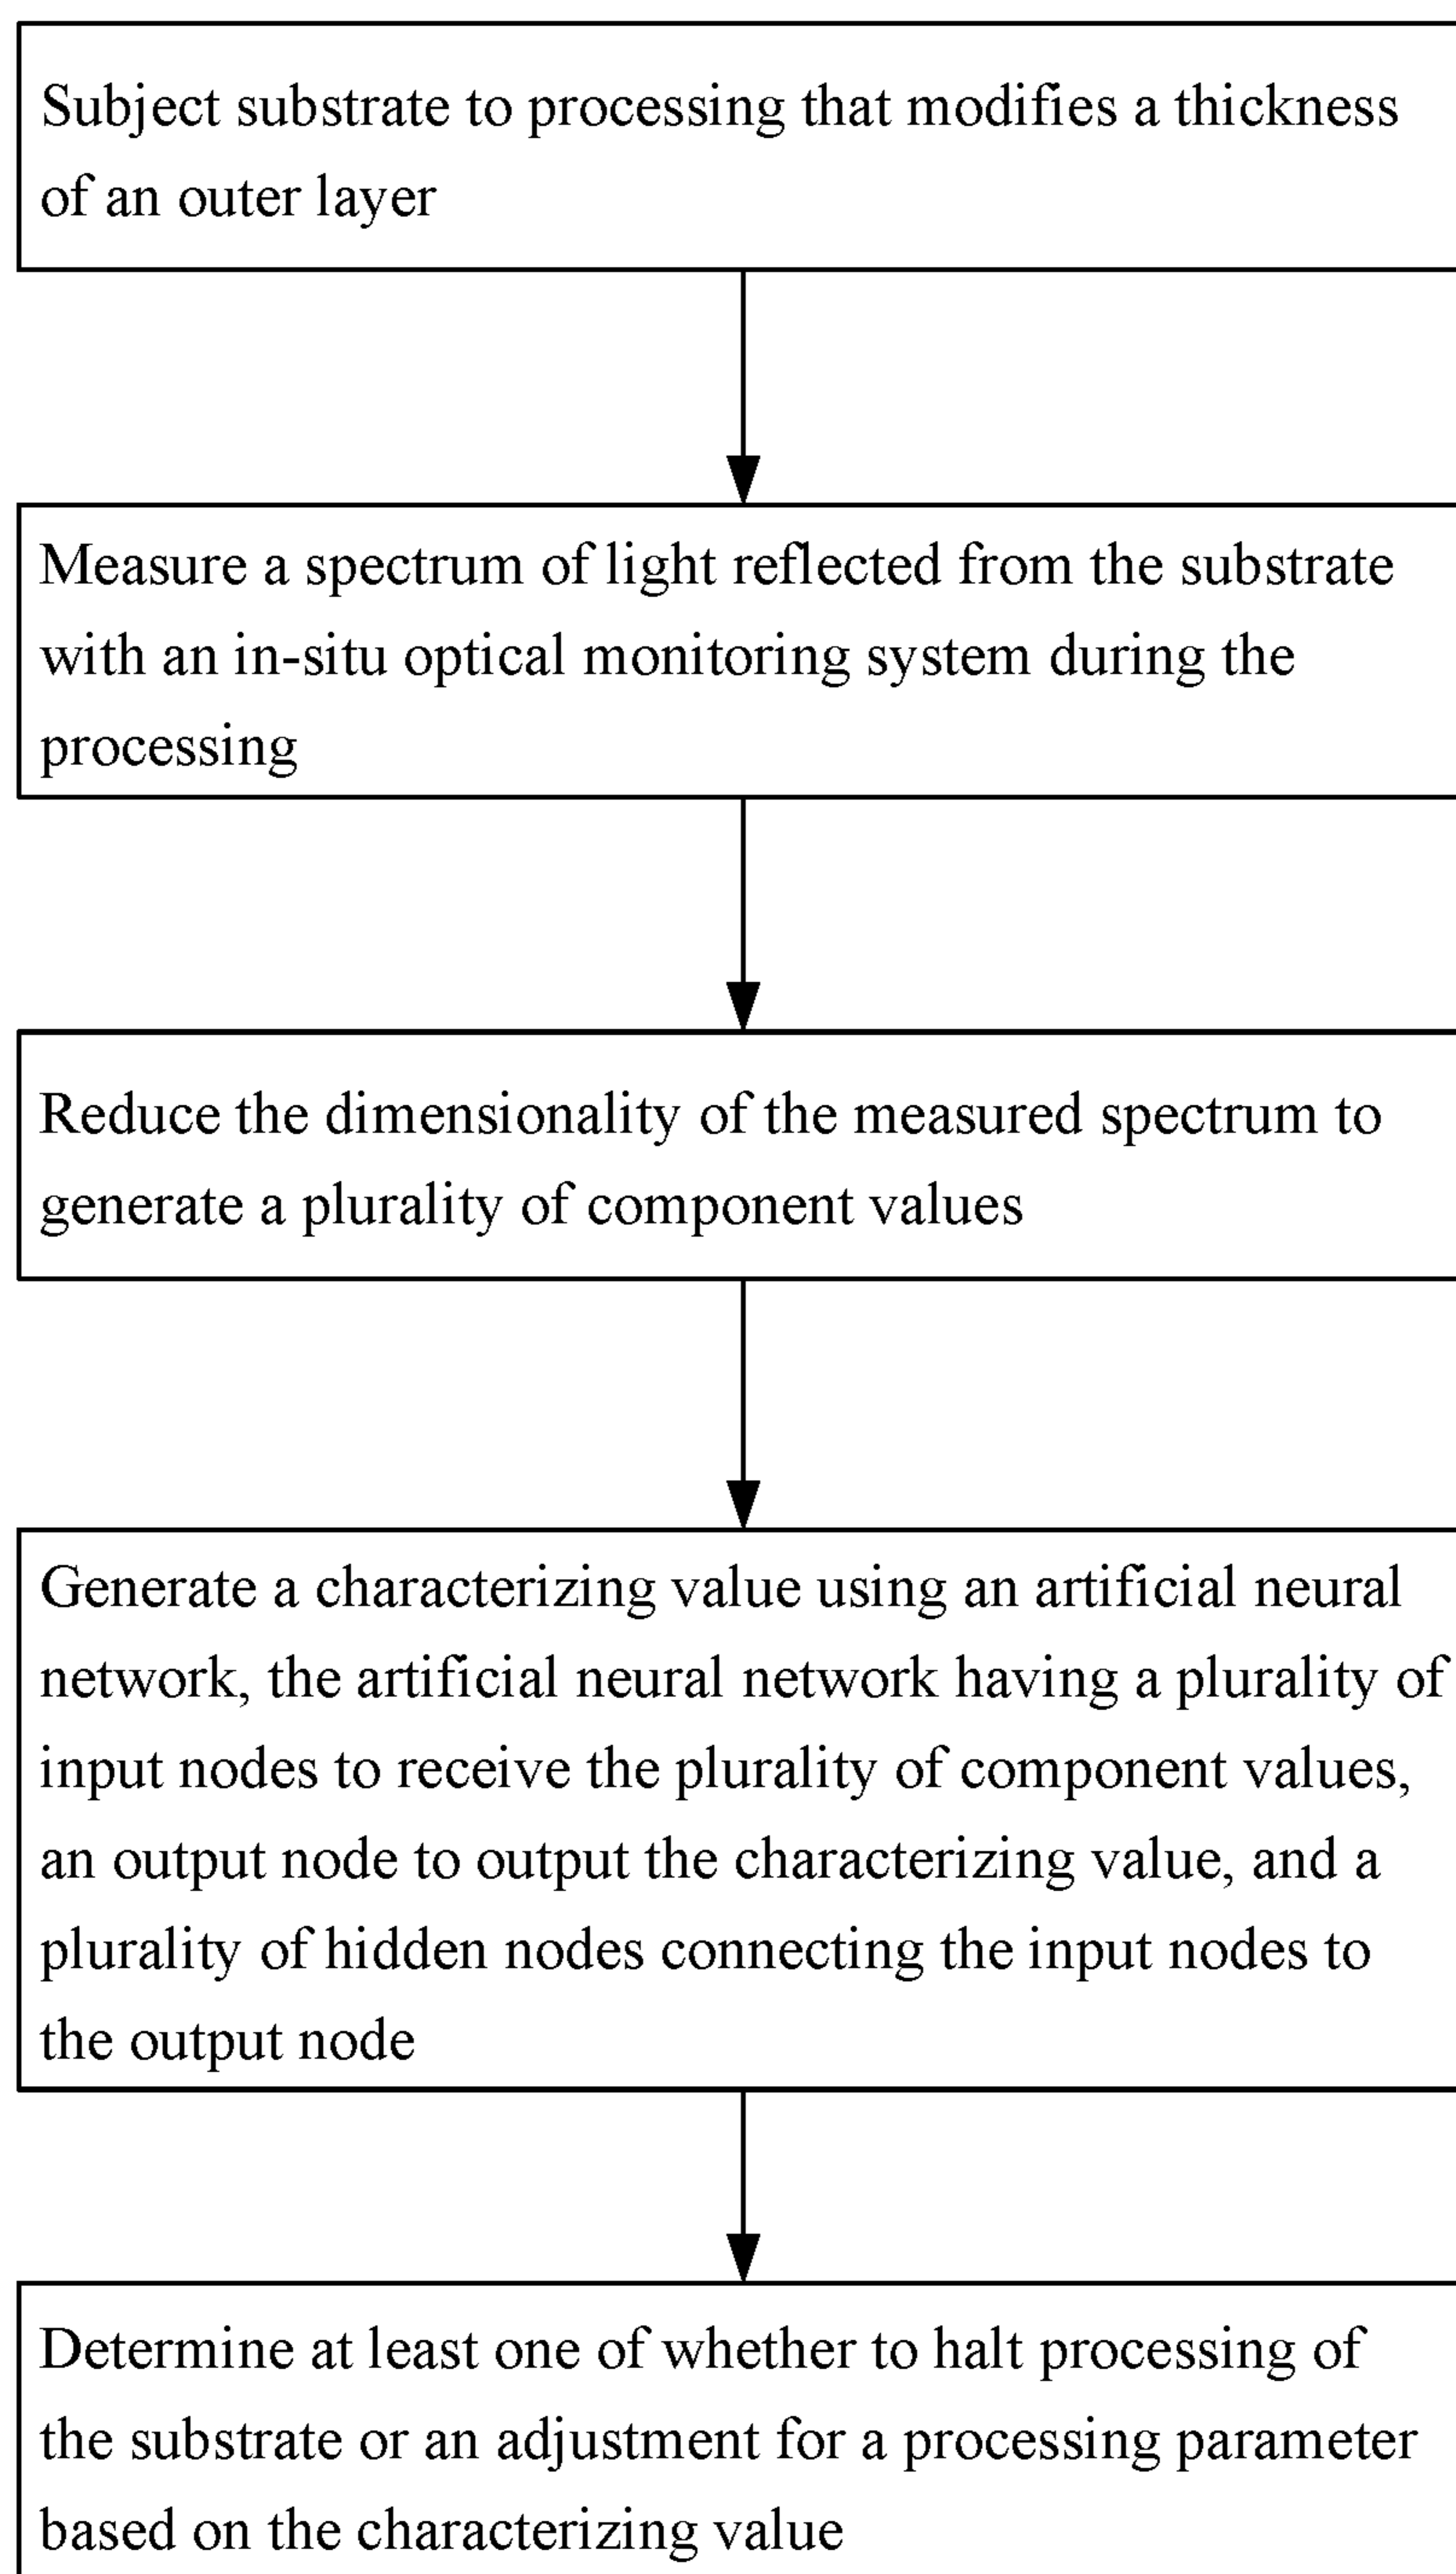 Subject substrate to processing that modifies a thickness
of an outer layer
Measure a spectrum of light reflected from the substrate
with an in-situ optical monitoring system during the
processing
Reduce the dimensionality of the measured spectrum to
generate a plurality of component values
Generate a characterizing value using an artificial neural
network, the artificial neural network having a plurality of
input nodes to receive the plurality of component values,
an output node to output the characterizing value, and a
plurality of hidden nodes connecting the input nodes to
the output node
Determine at least one of whether to halt processing of
the substrate or an adjustment for a processing parameter
based on the characterizing value